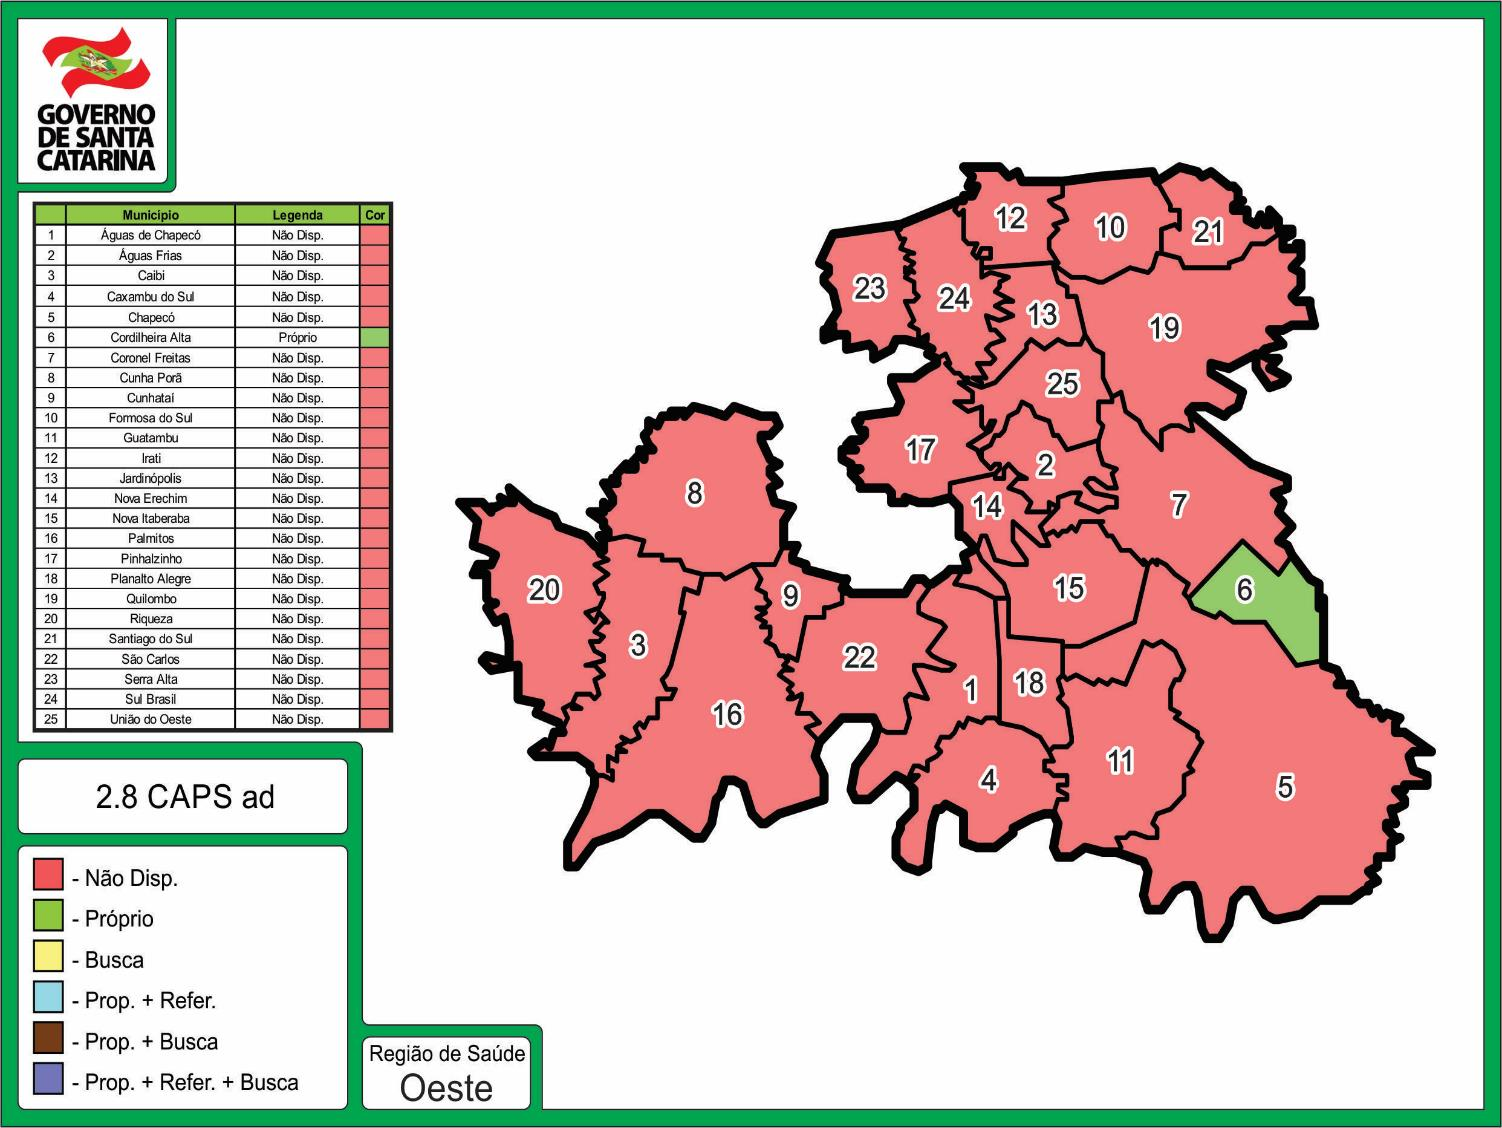 GOVERNO
DE SANTA
CATARINA
Município Legenda Cor
1 Águas de Chapecó Não Disp.
2 Águas Frias Não Disp.
3 Caibi Não Disp.
4 Caxambu do Sul Não Disp.
5 Chapecó Não Disp.
6 Cordilheira Alta Próprio
7 Coronel Freitas Não Disp.
8 Cunha Porã Não Disp.
9 Cunhataí Não Disp.
10 Formosa do Sul Não Disp.
11 Guatambu Não Disp.
12 Irati Não Disp.
13 Jardinópolis Não Disp.
14 Nova Erechim Não Disp.
15 Nova Itaberaba Não Disp.
16 Palmitos Não Disp.
17 Pinhalzinho Não Disp.
18 Planalto Alegre Não Disp.
19 Quilombo Não Disp.
20 Riqueza Não Disp.
21 Santiago do Sul Não Disp.
22 São Carlos Não Disp.
23 Serra Alta Não Disp.
24 Sul Brasil Não Disp.
25 União do Oeste Não Disp.
12
10
21
23
24
13
19
25
17
2
8
14
7
20
9
15
6
3
22
1
18
16
4
11
5
2.8 CAPS ad
- Não Disp.
- Próprio
- Busca
- Prop. + Refer.
- Prop. + Busca
- Prop. + Refer. + Busca
Região de Saúde
Oeste